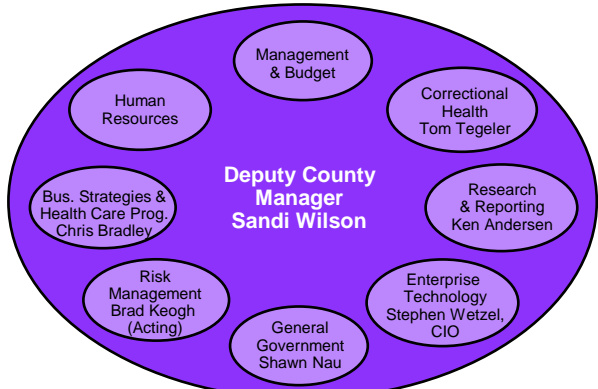 Management
& Budget
Correctional
Health
Tom Tegeler
Human
Resources
Deputy County
Manager
Sandi Wilson
Research
& Reporting
Ken Andersen
Bus. Strategies &
Health Care Prog.
Chris Bradley
Enterprise
Technology
Stephen Wetzel,
CIO
Risk
Management
Brad Keogh
(Acting)
General
Government
Shawn Nau